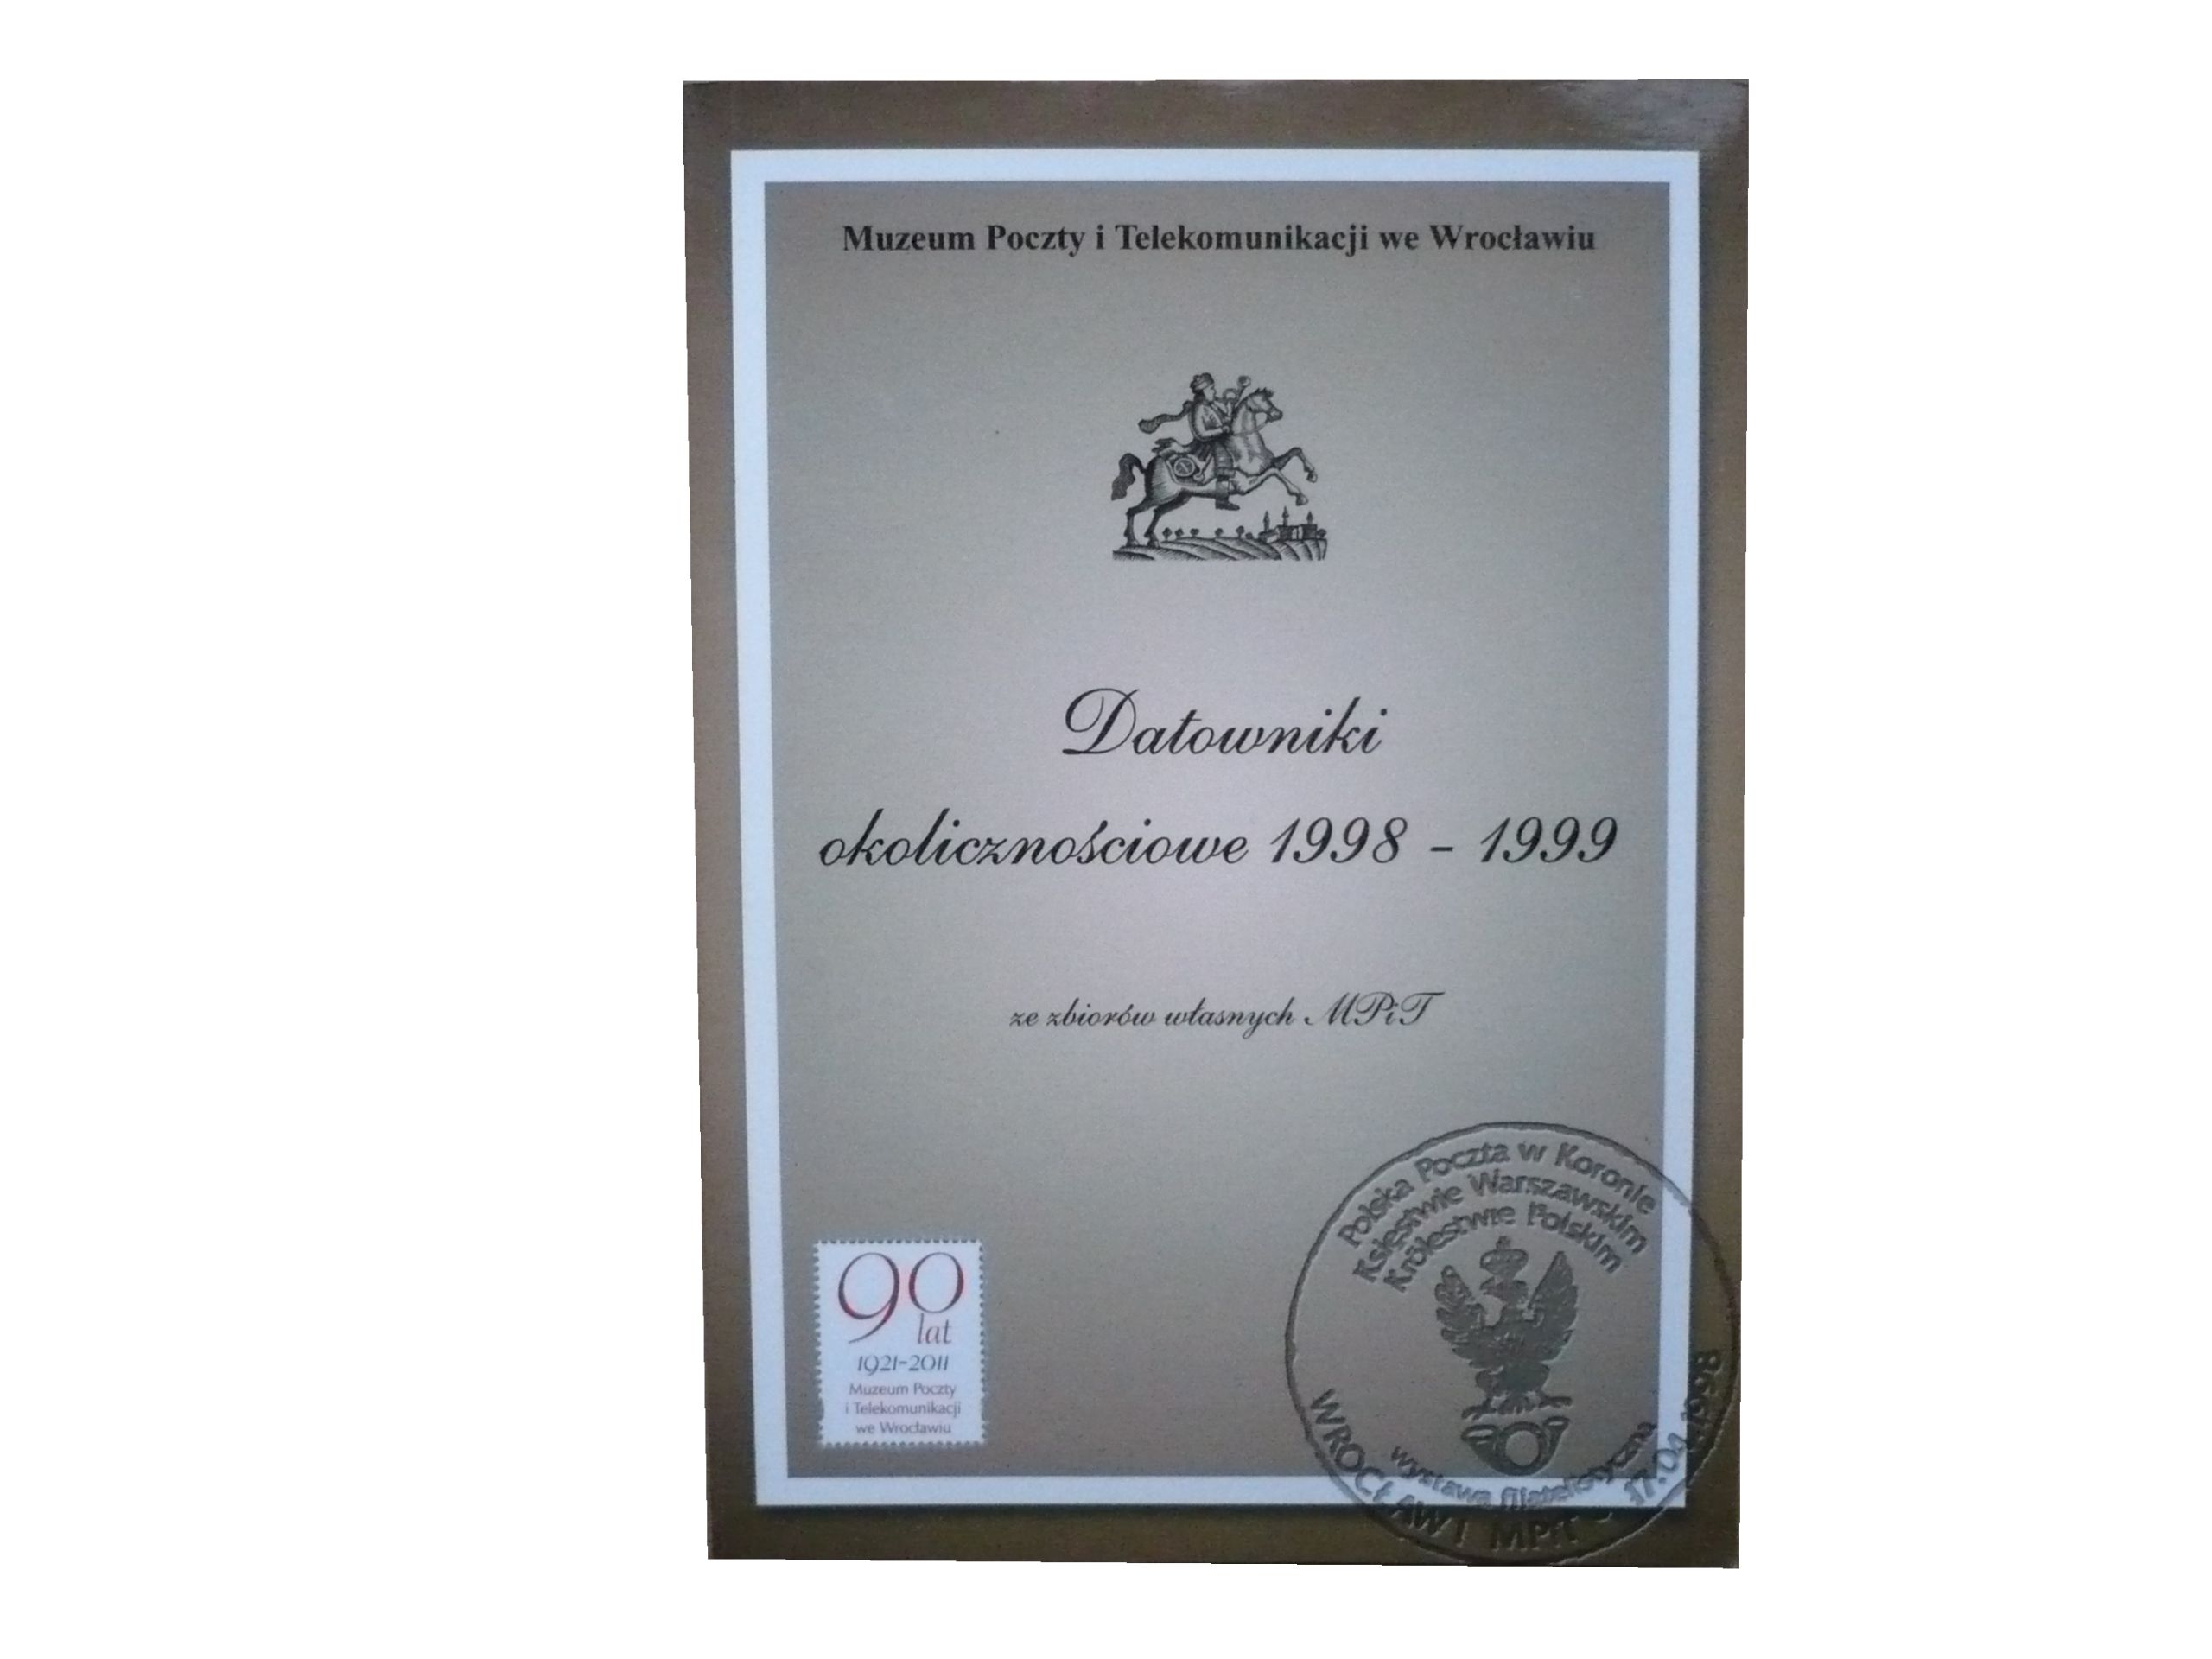 Muzeum Poczty i Telekomunikacji we Wrocławiu
Datowniki
okolicznościowe 1998 - 1999
ze zbiorów własnych MPiT
90
lat
1921-2011
Muzeum Poczty
i Telekomunikacji
we Wrocławiu
Polska Poczta w Koronie
Księstwie Warszawskim
Królestwie Polskim
wystawa filatelistyczna
WROCŁAW 1 MPiT 17.04.1998